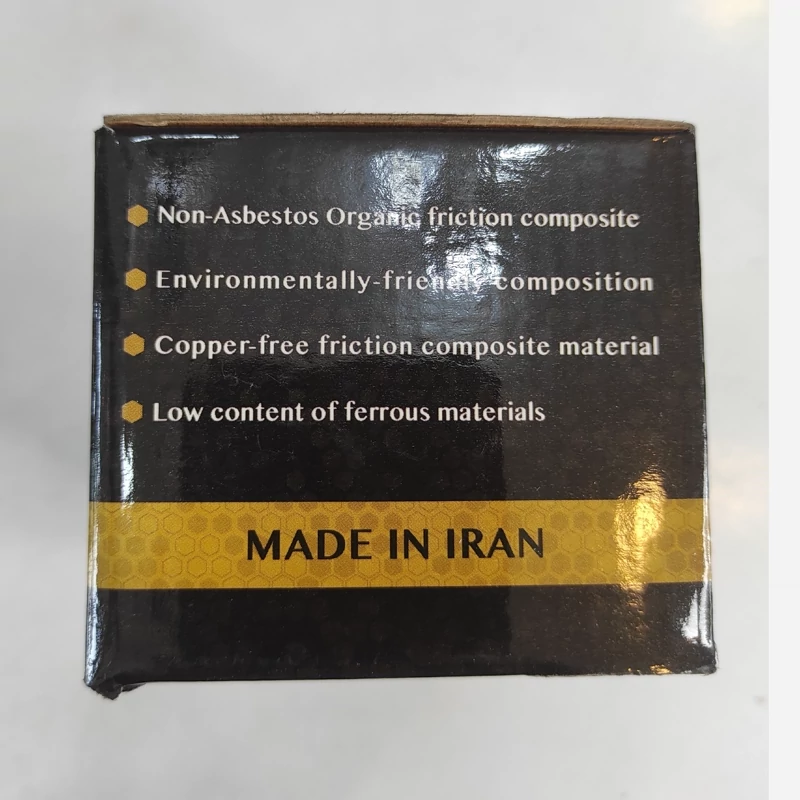 Non-Asbestos Organic friction composite
Environmentally-friendly composition
Copper-free friction composite material
Low content of ferrous materials
MADE IN IRAN